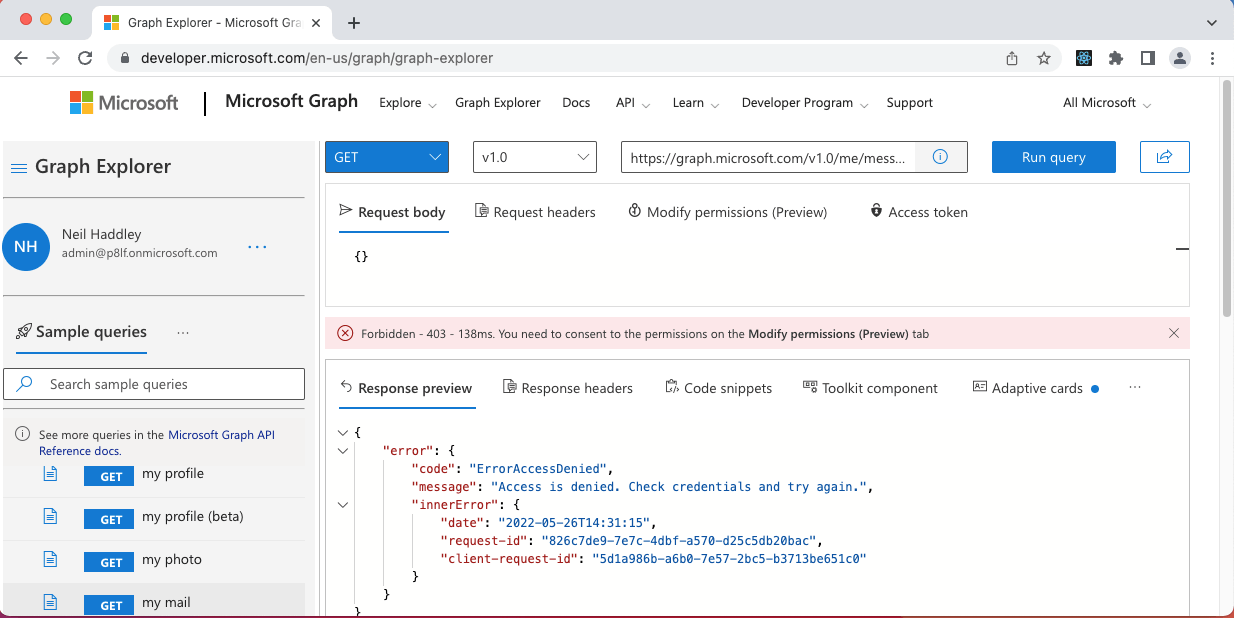 Graph Explorer - Microsoft Gra
developer.microsoft.com/en-us/graph/graph-explorer
Microsoft
Microsoft Graph
Explore
Graph Explorer
Docs
API
Learn
Developer Program
Support
All Microsoft
Graph Explorer
GET
v1.0
https://graph.microsoft.com/v1.0/me/mess...
Run query
NH
Neil Haddley
admin@p8lf.onmicrosoft.com
...
Request body
Request headers
Modify permissions (Preview)
Access token
{}
Sample queries
...
Search sample queries
See more queries in the Microsoft Graph API
Reference docs.
GET my profile
GET my profile (beta)
GET my photo
GET my mail
Forbidden - 403 - 138ms. You need to consent to the permissions on the Modify permissions (Preview) tab
Response preview
Response headers
Code snippets
Toolkit component
Adaptive cards
...
{
"error": {
"code": "ErrorAccessDenied",
"message": "Access is denied. Check credentials and try again.",
"innerError": {
"date": "2022-05-26T14:31:15",
"request-id": "826c7de9-7e7c-4dbf-a570-d25c5db20bac",
"client-request-id": "5d1a986b-a6b0-7e57-2bc5-b3713be651c0"
}
}
}